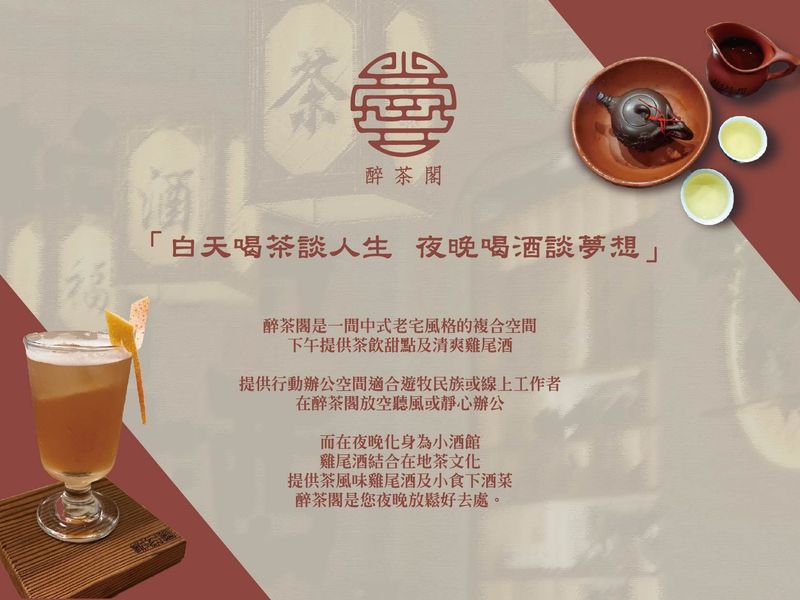 茶
酒
福
醉茶閣
「白天喝茶談人生 夜晚喝酒談夢想」
醉茶閣是一間中式老宅風格的複合空間
下午提供茶飲甜點及清爽雞尾酒
提供行動辦公空間適合遊牧民族或線上工作者
在醉茶閣放空聽風或靜心辦公
而在夜晚化身為小酒館
雞尾酒結合在地茶文化
提供茶風味雞尾酒及小食下酒菜
醉茶閣是您夜晚放鬆好去處。